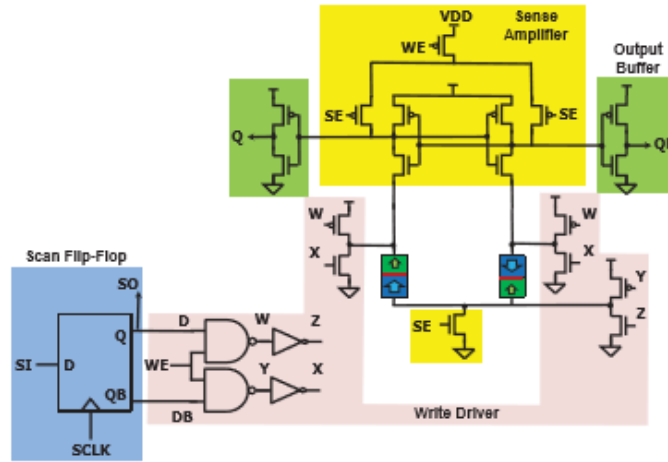 VDD
Sense
Amplifier
WE
Output
Buffer
SE
SE
Q
W
X
W
X
Scan Flip-Flop
SO
Y
Z
Q
D
W
Z
SE
SI
D
WE
QB
Y
X
DB
Write Driver
SCLK